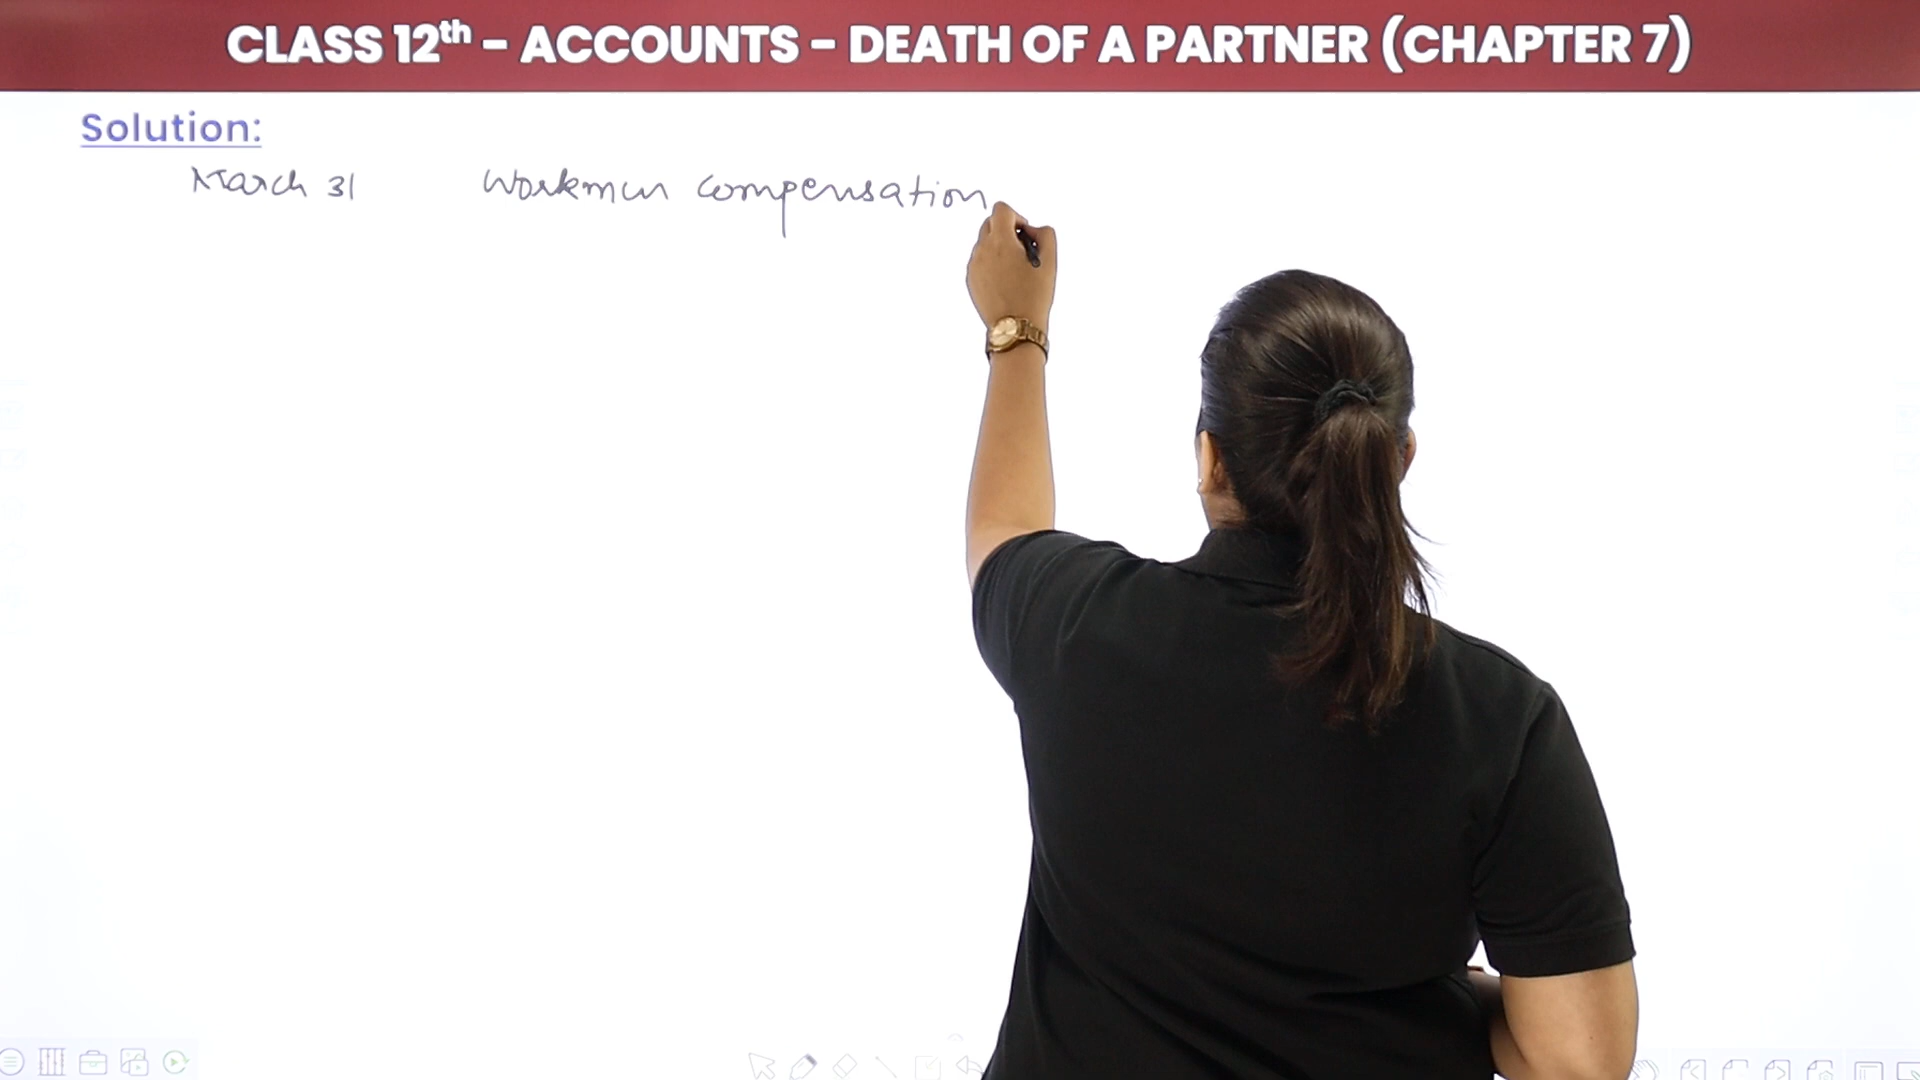 CLASS 12th - ACCOUNTS - DEATH OF A PARTNER (CHAPTER 7)
Solution:
March 31 Workmen compensation